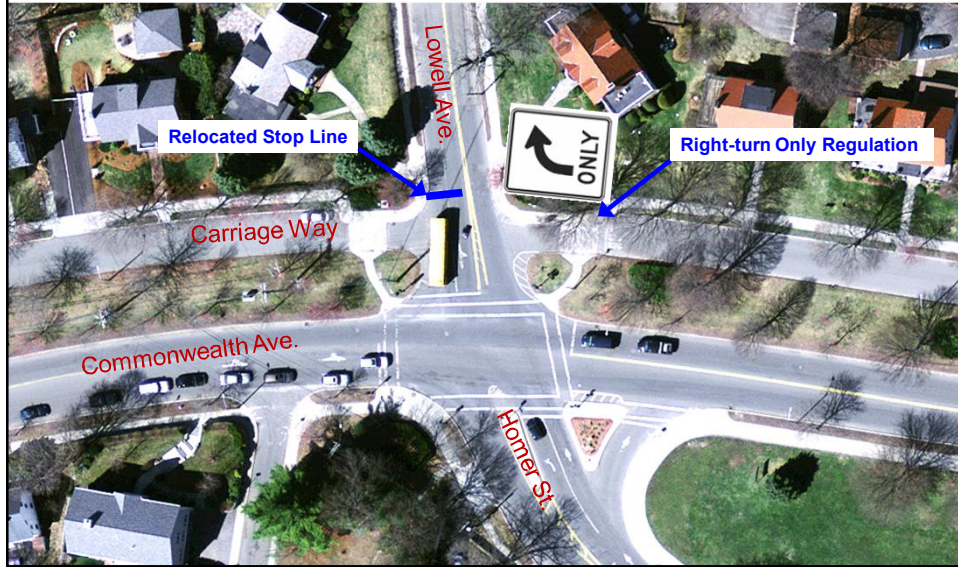 Lowell Ave.
Relocated Stop Line
ONLY
Right-turn Only Regulation
Carriage Way
Commonwealth Ave.
Homer St.